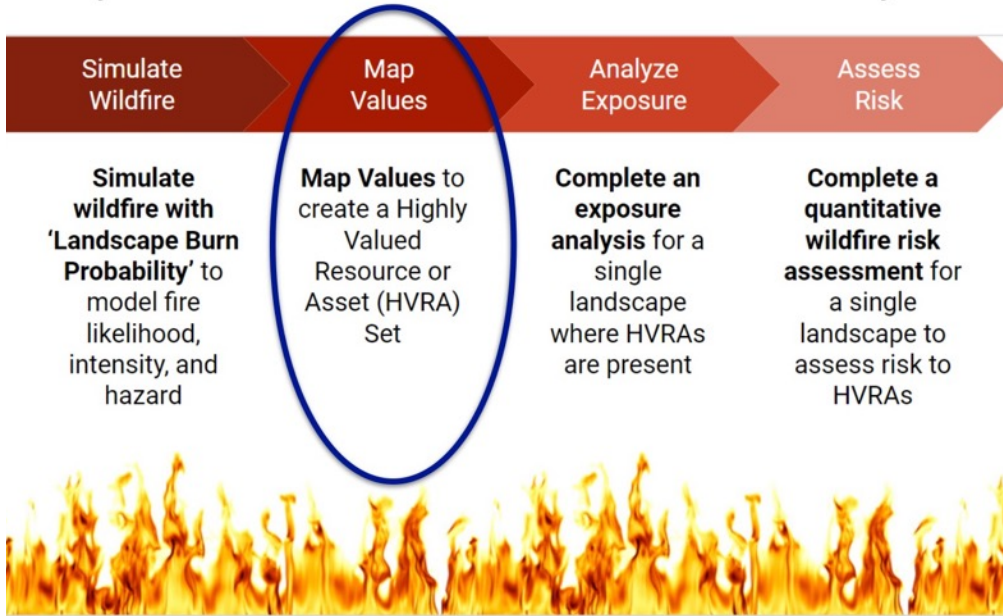 Simulate
Wildfire
Map
Values
Analyze
Exposure
Assess
Risk
Simulate
wildfire with
‘Landscape Burn
Probability’ to
model fire
likelihood,
intensity, and
hazard
Map Values to
create a Highly
Valued
Resource or
Asset (HVRA)
Set
Complete an
exposure
analysis for a
single
landscape
where HVRAs
are present
Complete a
quantitative
wildfire risk
assessment for
a single
landscape to
assess risk to
HVRAs